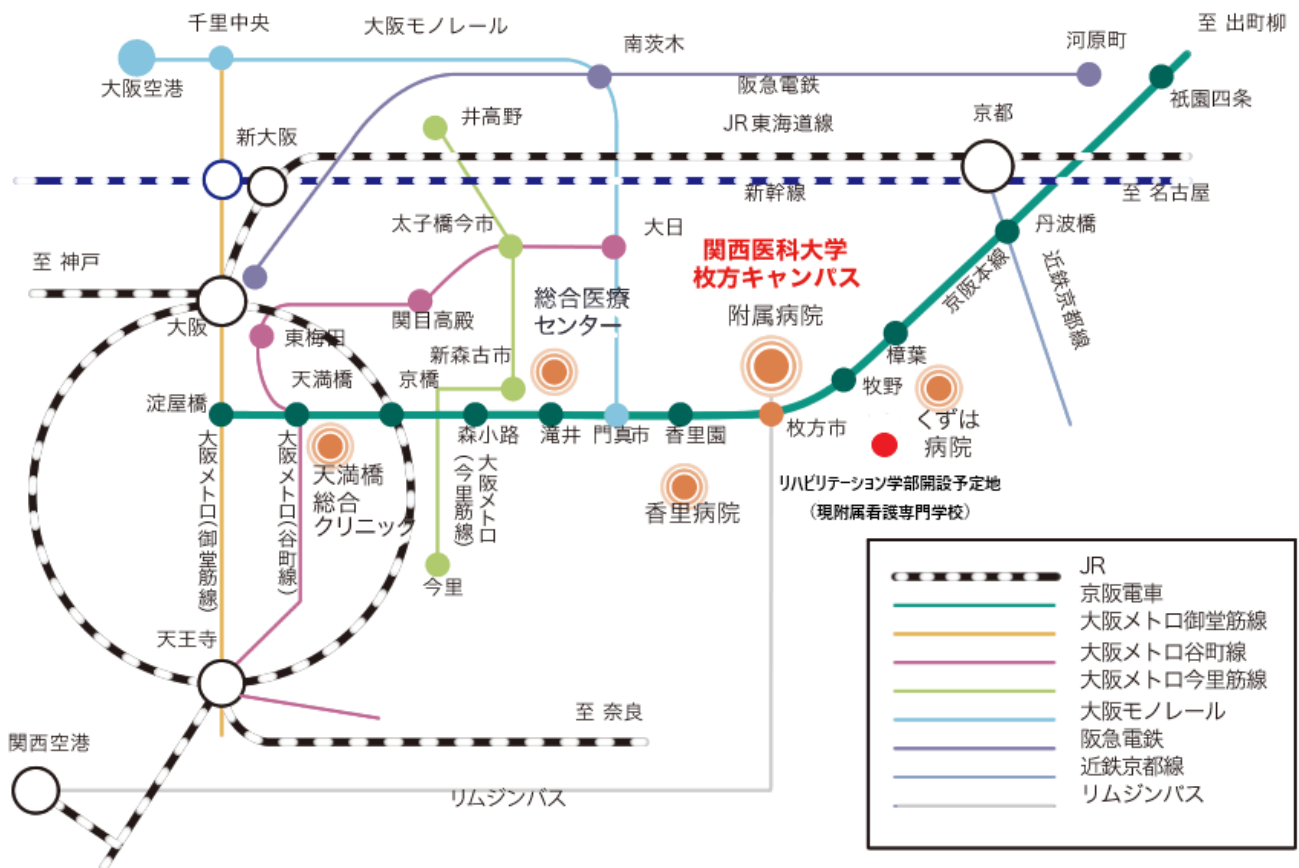 千里中央
大阪モノレール
南茨木
河原町
至 出町柳
大阪空港
阪急電鉄
祇園四条
井高野
新大阪
JR東海道線
京都
新幹線
至 名古屋
太子橋今市
大日
関西医科大学
枚方キャンパス
丹波橋
至 神戸
京阪本線
近鉄京都線
総合医療
センター
附属病院
関目高殿
大阪
東梅田
樟葉
新森古市
天満橋
京橋
牧野
淀屋橋
森小路
滝井
門真市
香里園
枚方市
くずは
病院
大阪メトロ(御堂筋線)
大阪メトロ(谷町線)
天満橋
総合
クリニック
大阪メトロ
(今里筋線)
香里病院
リハビリテーション学部開設予定地
(現附属看護専門学校)
今里
天王寺
至 奈良
関西空港
リムジンバス
JR
京阪電車
大阪メトロ御堂筋線
大阪メトロ谷町線
大阪メトロ今里筋線
大阪モノレール
阪急電鉄
近鉄京都線
リムジンバス